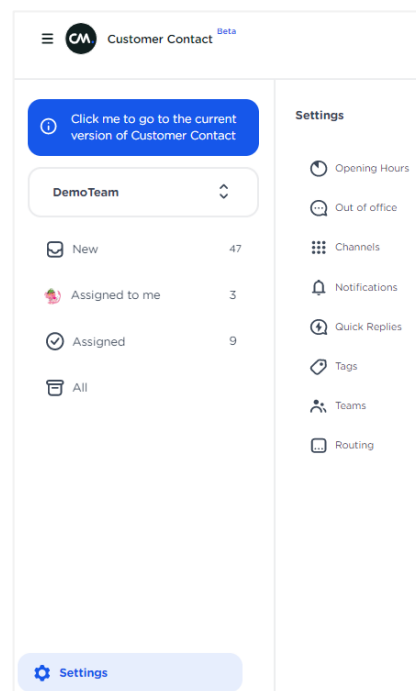 CM.
Customer Contact Beta
Click me to go to the current
version of Customer Contact
DemoTeam
New 47
Assigned to me 3
Assigned 9
All
Settings
Settings
Opening Hours
Out of office
Channels
Notifications
Quick Replies
Tags
Teams
Routing